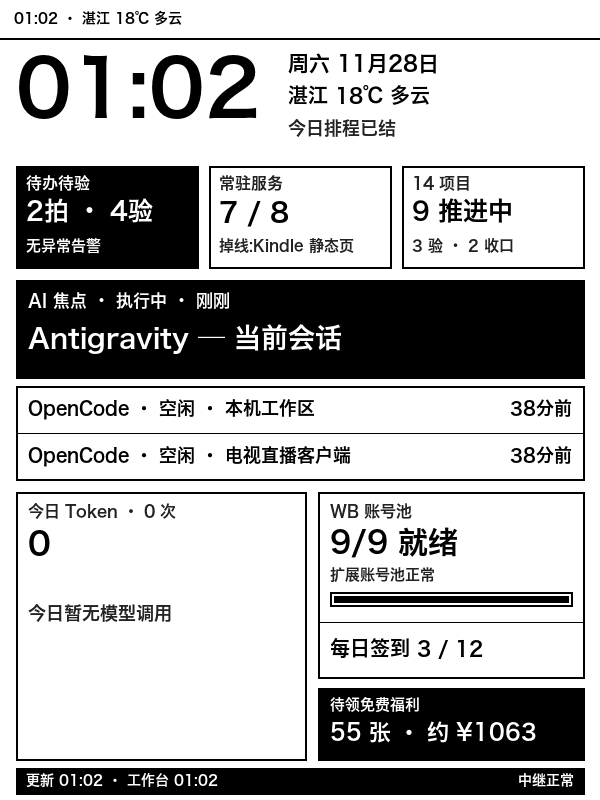 01:02 · 湛江 18℃ 多云
01:02
周六 11月28日
湛江 18℃ 多云
今日排程已结
待办待验
2拍 · 4验
无异常告警
常驻服务
7 / 8
掉线:Kindle 静态页
14 项目
9 推进中
3 验 · 2 收口
AI 焦点 · 执行中 · 刚刚
Antigravity — 当前会话
OpenCode · 空闲 · 本机工作区 38分前
OpenCode · 空闲 · 电视直播客户端 38分前
今日 Token · 0 次
0
今日暂无模型调用
WB 账号池
9/9 就绪
扩展账号池正常
每日签到 3 / 12
待领免费福利
55 张 · 约 ¥1063
更新 01:02 · 工作台 01:02 中继正常